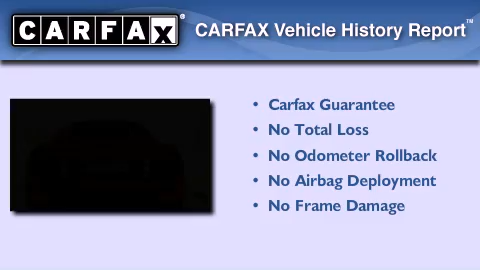 CARFAX® CARFAX Vehicle History Report™
• Carfax Guarantee
• No Total Loss
• No Odometer Rollback
• No Airbag Deployment
• No Frame Damage